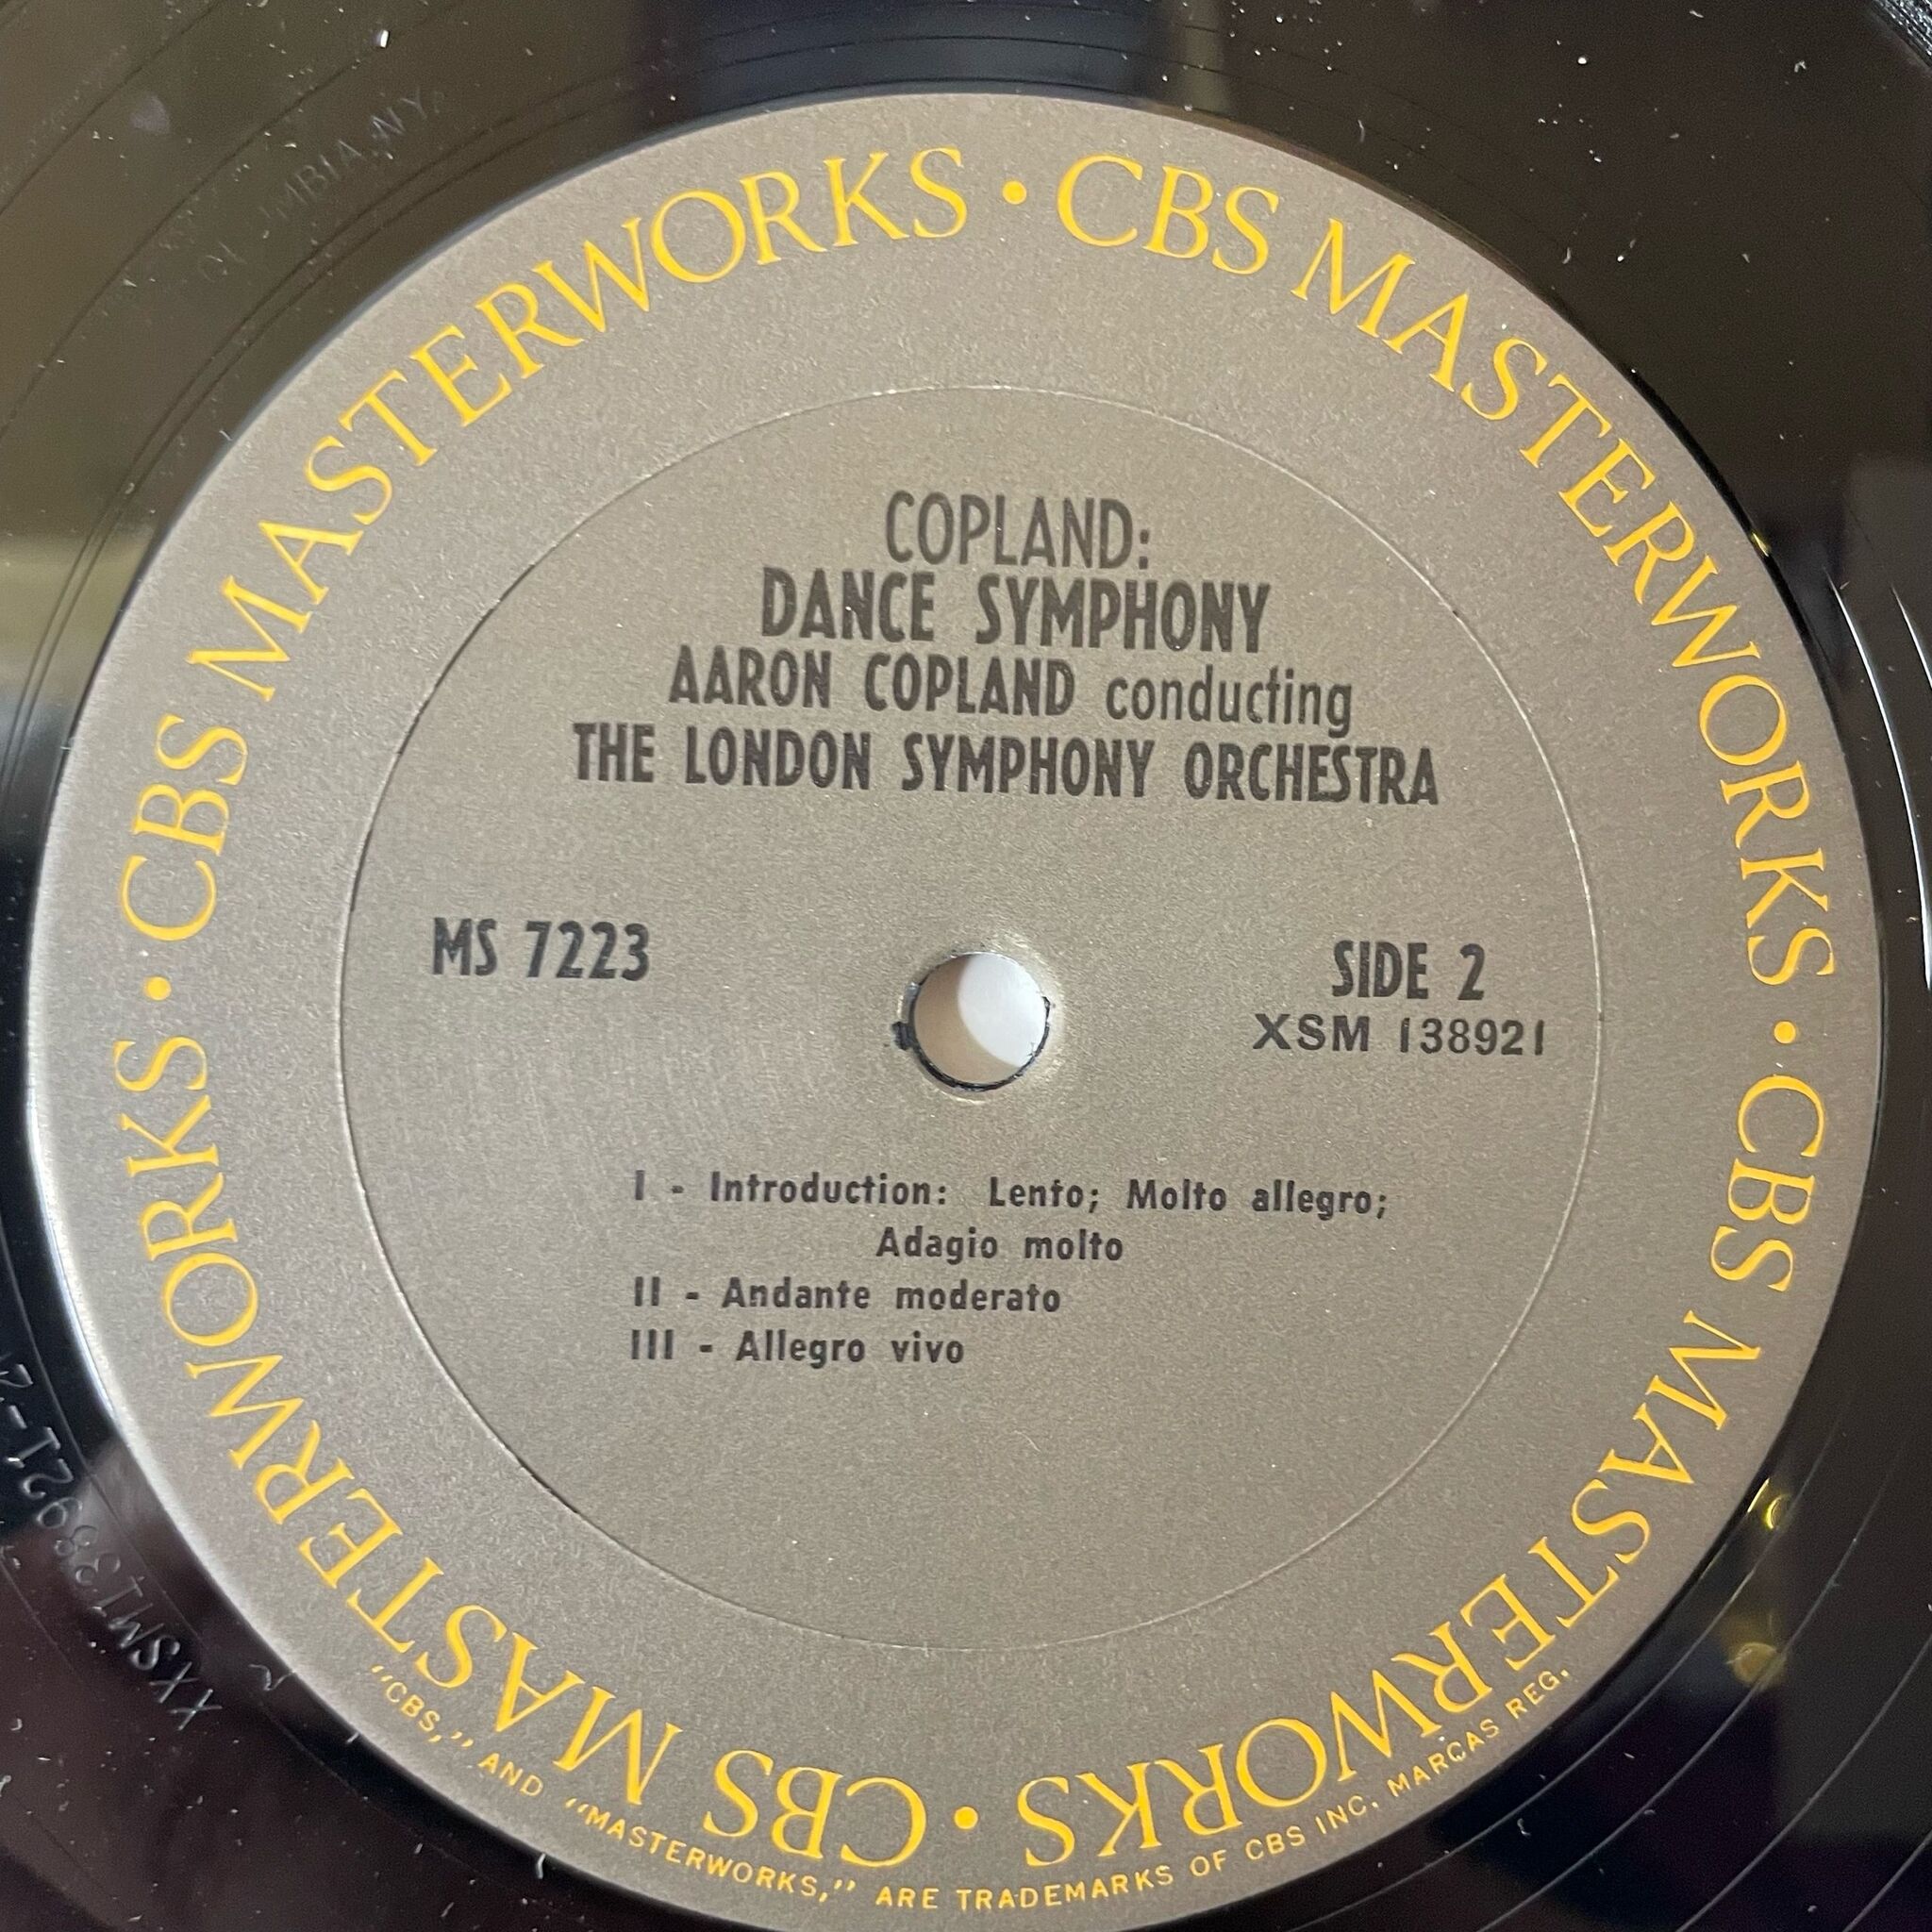 CBS MASTERWORKS • CBS MASTERWORKS • CBS MASTERWORKS • CBS MASTERWORKS •
COPLAND:
DANCE SYMPHONY
AARON COPLAND conducting
THE LONDON SYMPHONY ORCHESTRA
MS 7223
SIDE 2
XSM 138921
I - Introduction: Lento; Molto allegro;
Adagio molto
II - Andante moderato
III - Allegro vivo
"CBS," AND "MASTERWORKS," ARE TRADEMARKS OF CBS INC. MARCAS REG.